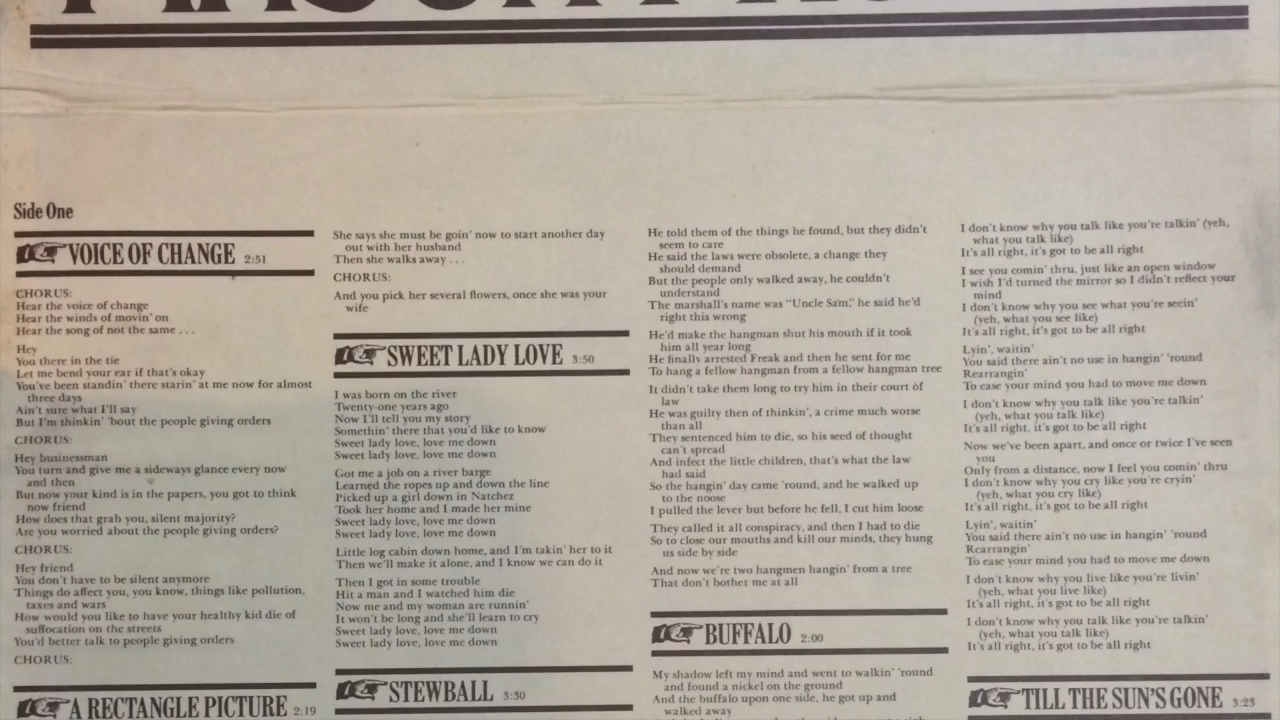 Side One
VOICE OF CHANGE 2:51
CHORUS:
Hear the voice of change
Hear the winds of movin' on
Hear the song of not the same . . .
Hey
You there in the tie
Let me bend your ear if that's okay
You've been standin' there starin' at me now for almost
three days
Ain't sure what I'll say
But I'm thinkin' 'bout the people giving orders
CHORUS:
Hey businessman
You turn and give me a sideways glance every now
and then
But now your kind is in the papers, you got to think
now friend
How does that grab you, silent majority?
Are you worried about the people giving orders?
CHORUS:
Hey friend
You don't have to be silent anymore
Things do affect you, you know, things like pollution,
taxes and wars
How would you like to have your healthy kid die of
suffocation on the streets
You'd better talk to people giving orders
CHORUS:
A RECTANGLE PICTURE 2:19
She says she must be goin' now to start another day
out with her husband
Then she walks away . . .
CHORUS:
And you pick her several flowers, once she was your
wife
SWEET LADY LOVE 3:50
I was born on the river
Twenty-one years ago
Now I'll tell you my story
Somethin' there that you'd like to know
Sweet lady love, love me down
Sweet lady love, love me down
Got me a job on a river barge
Learned the ropes up and down the line
Picked up a girl down in Natchez
Took her home and I made her mine
Sweet lady love, love me down
Sweet lady love, love me down
Little log cabin down home, and I'm takin' her to it
Then we'll make it alone, and I know we can do it
Then I got in some trouble
Hit a man and I watched him die
Now me and my woman are runnin'
It won't be long and she'll learn to cry
Sweet lady love, love me down
Sweet lady love, love me down
STEWBALL 3:30
He told them of the things he found, but they didn't
seem to care
He said the laws were obsolete, a change they
should demand
But the people only walked away, he couldn't
understand
The marshall's name was "Uncle Sam," he said he'd
right this wrong
He'd make the hangman shut his mouth if it took
him all year long
He finally arrested Freak and then he sent for me
To hang a fellow hangman from a fellow hangman tree
It didn't take them long to try him in their court of
law
He was guilty then of thinkin', a crime much worse
than all
They sentenced him to die, so his seed of thought
can't spread
And infect the little children, that's what the law
had said
So the hangin' day came 'round, and he walked up
to the noose
I pulled the lever but before he fell, I cut him loose
They called it all conspiracy, and then I had to die
So to close our mouths and kill our minds, they hung
us side by side
And now we're two hangmen hangin' from a tree
That don't bother me at all
BUFFALO 2:00
My shadow left my mind and went to walkin' 'round
and found a nickel on the ground
And the buffalo upon one side, he got up and
walked away
I don't know why you talk like you're talkin' (yeh,
what you talk like)
It's all right, it's got to be all right
I see you comin' thru, just like an open window
I wish I'd turned the mirror so I didn't reflect your
mind
I don't know why you see what you're seein'
(yeh, what you see like)
It's all right, it's got to be all right
Lyin', waitin'
You said there ain't no use in hangin' 'round
Rearrangin'
To ease your mind you had to move me down
I don't know why you talk like you're talkin'
(yeh, what you talk like)
It's all right, it's got to be all right
Now we've been apart, and once or twice I've seen
you
Only from a distance, now I feel you comin' thru
I don't know why you cry like you're cryin'
(yeh, what you cry like)
It's all right, it's got to be all right
Lyin', waitin'
You said there ain't no use in hangin' 'round
Rearrangin'
To ease your mind you had to move me down
I don't know why you live like you're livin'
(yeh, what you live like)
It's all right, it's got to be all right
I don't know why you talk like you're talkin'
(yeh, what you talk like)
It's all right, it's got to be all right
TILL THE SUN'S GONE 3:23